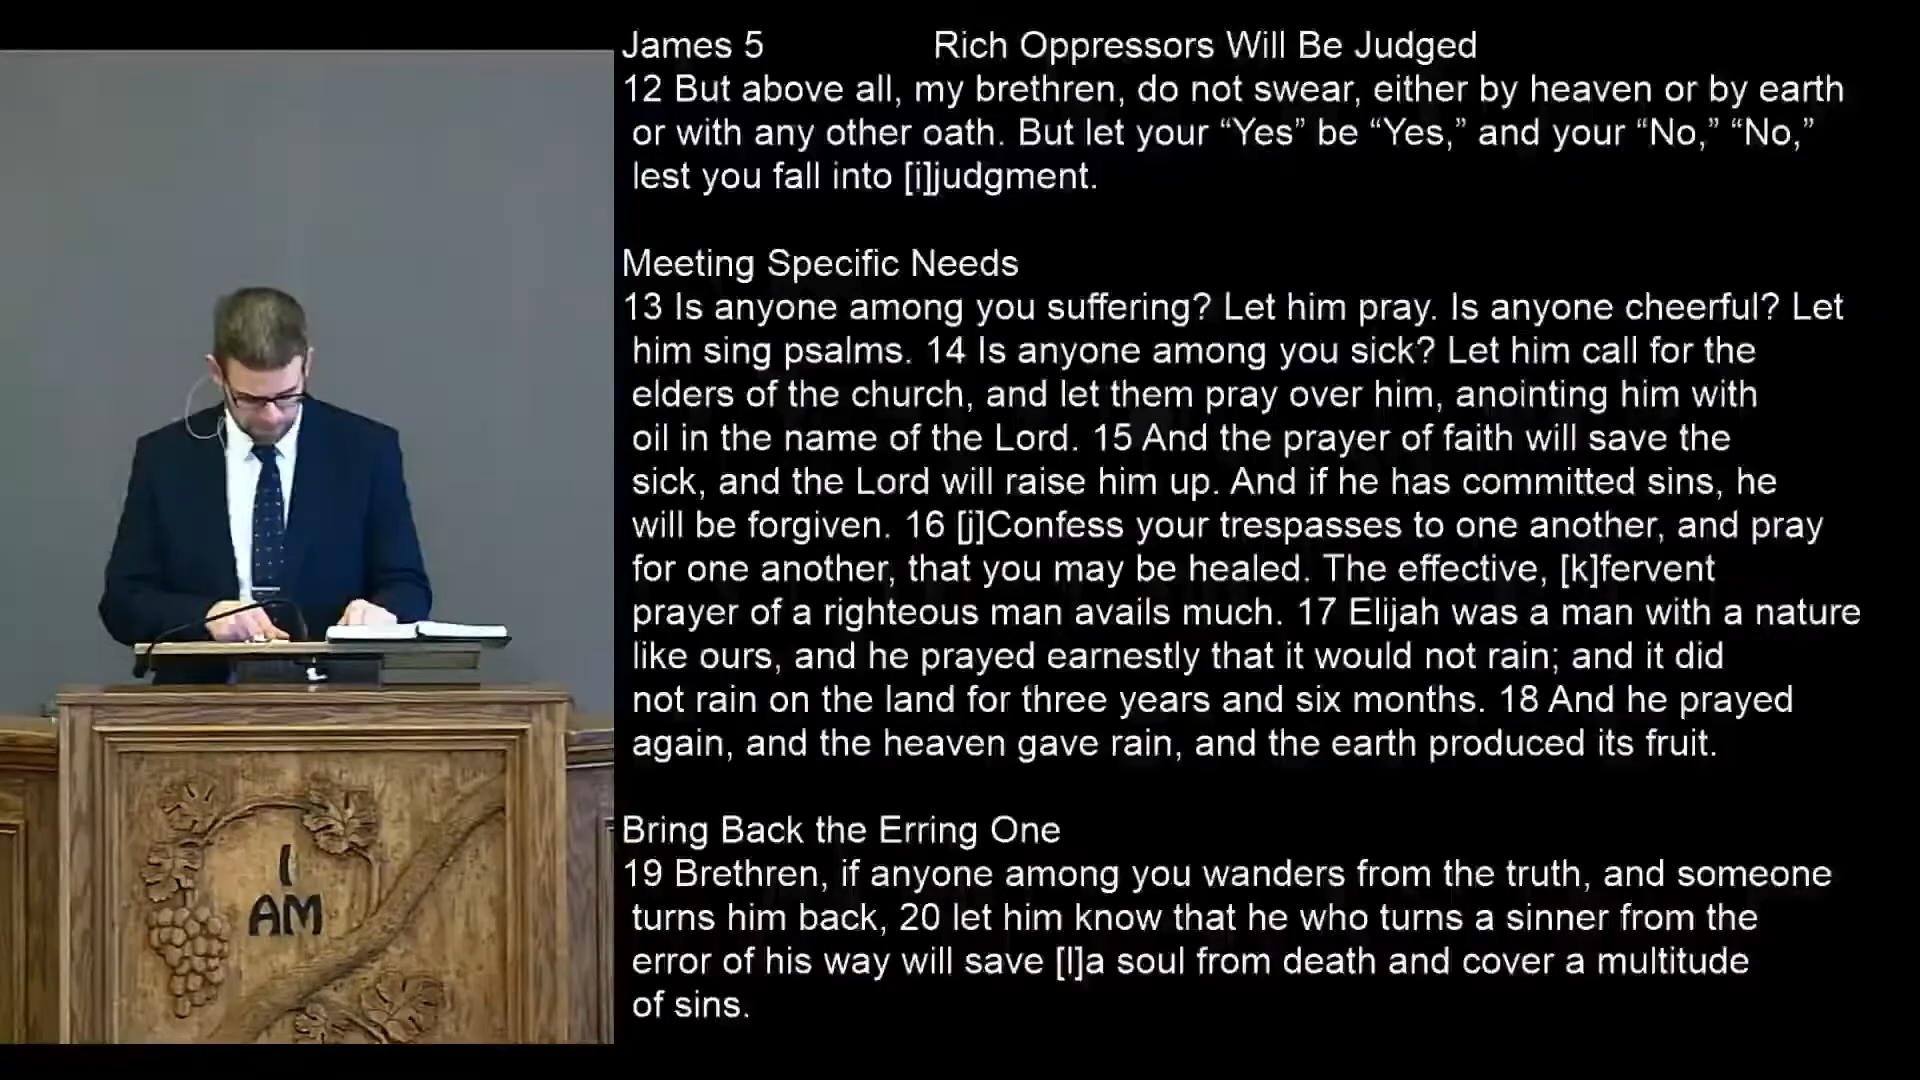 James 5 Rich Oppressors Will Be Judged
12 But above all, my brethren, do not swear, either by heaven or by earth
or with any other oath. But let your “Yes” be “Yes,” and your “No,” “No,”
lest you fall into [i]judgment.
Meeting Specific Needs
13 Is anyone among you suffering? Let him pray. Is anyone cheerful? Let
him sing psalms. 14 Is anyone among you sick? Let him call for the
elders of the church, and let them pray over him, anointing him with
oil in the name of the Lord. 15 And the prayer of faith will save the
sick, and the Lord will raise him up. And if he has committed sins, he
will be forgiven. 16 [j]Confess your trespasses to one another, and pray
for one another, that you may be healed. The effective, [k]fervent
prayer of a righteous man avails much. 17 Elijah was a man with a nature
like ours, and he prayed earnestly that it would not rain; and it did
not rain on the land for three years and six months. 18 And he prayed
again, and the heaven gave rain, and the earth produced its fruit.
Bring Back the Erring One
19 Brethren, if anyone among you wanders from the truth, and someone
turns him back, 20 let him know that he who turns a sinner from the
error of his way will save [l]a soul from death and cover a multitude
of sins.
I
AM